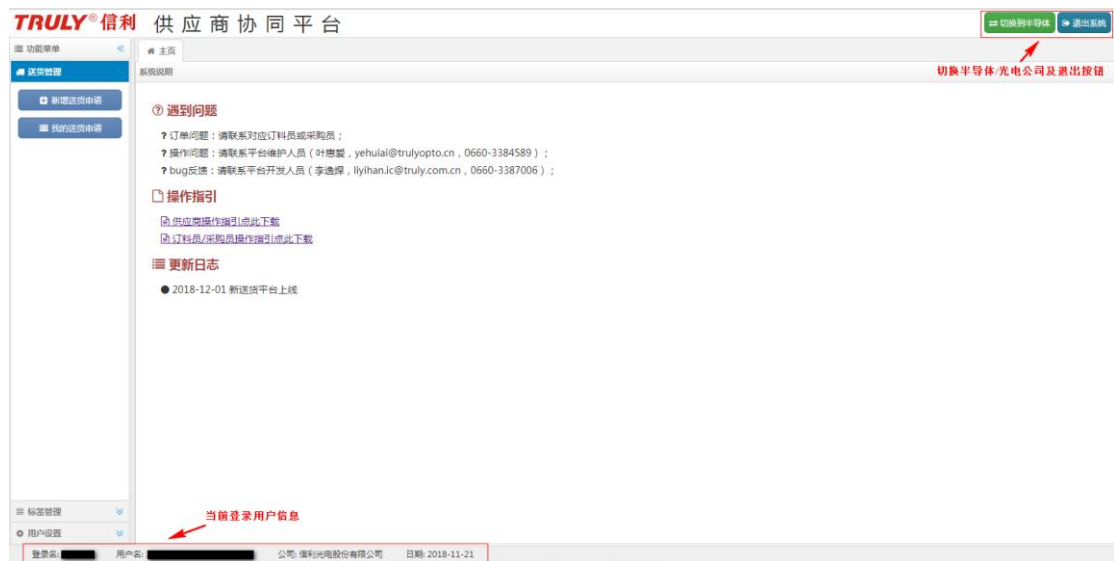 TRULY®信利 供应商协同平台
切换到半导体 退出系统
功能菜单
主页
送货管理
系统说明
切换半导体/光电公司及退出按钮
新增送货申请
我的送货申请
遇到问题
? 订单问题：请联系对应订料员或采购员；
? 操作问题：请联系平台维护人员（叶惠爱，yehuiai@trulyopto.cn，0660-3384589）；
? bug反馈：请联系平台开发人员（李逸焊，liyihan.ic@truly.com.cn，0660-3387006）；
操作指引
供应商操作指引点此下载
订料员/采购员操作指引点此下载
更新日志
● 2018-12-01 新送货平台上线
标签管理
当前登录用户信息
用户设置
登录名: 用户名: 公司: 信利光电股份有限公司 日期: 2018-11-21